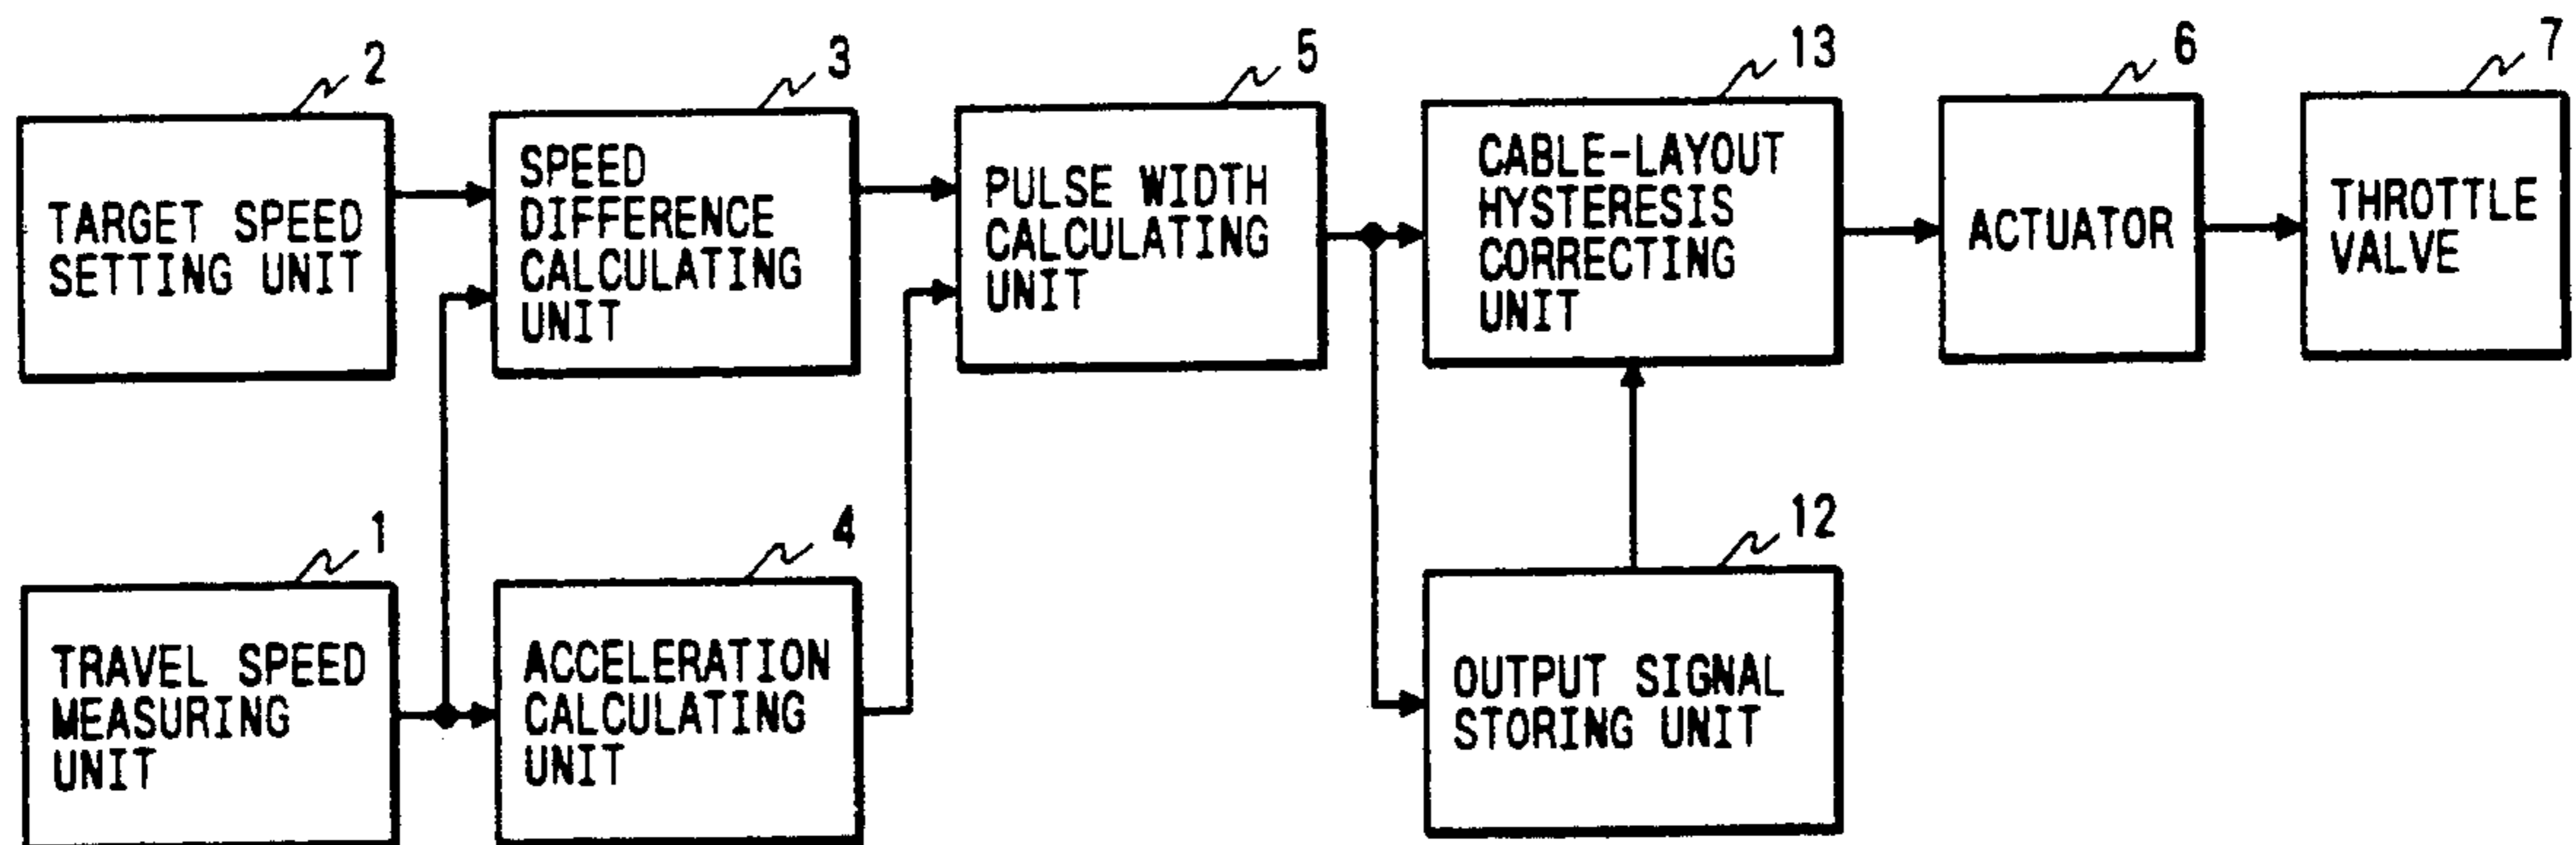 2
TARGET SPEED
SETTING UNIT
3
SPEED
DIFFERENCE
CALCULATING
UNIT
5
PULSE WIDTH
CALCULATING
UNIT
13
CABLE-LAYOUT
HYSTERESIS
CORRECTING
UNIT
6
ACTUATOR
7
THROTTLE
VALVE
1
TRAVEL SPEED
MEASURING
UNIT
4
ACCELERATION
CALCULATING
UNIT
12
OUTPUT SIGNAL
STORING UNIT